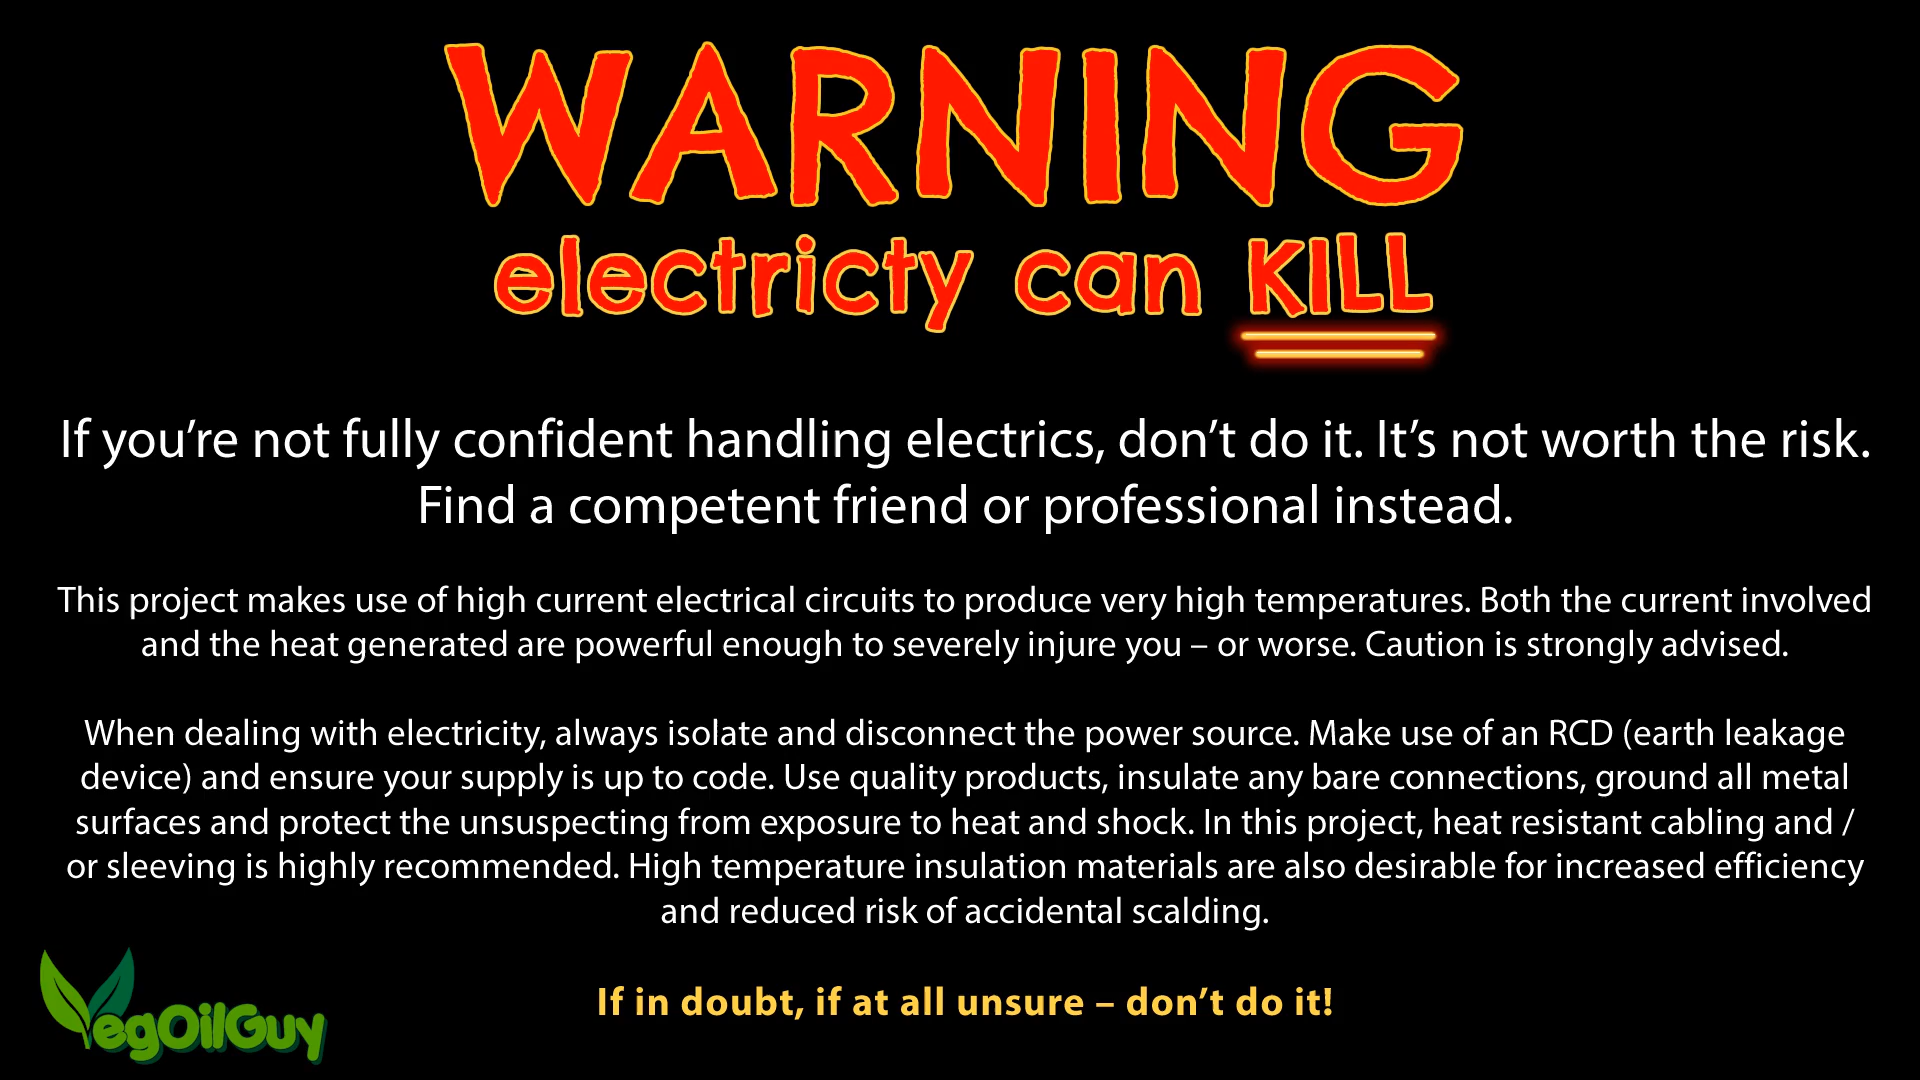 WARNING
electricty can KILL
If you’re not fully confident handling electrics, don’t do it. It’s not worth the risk.
Find a competent friend or professional instead.
This project makes use of high current electrical circuits to produce very high temperatures. Both the current involved
and the heat generated are powerful enough to severely injure you – or worse. Caution is strongly advised.
When dealing with electricity, always isolate and disconnect the power source. Make use of an RCD (earth leakage
device) and ensure your supply is up to code. Use quality products, insulate any bare connections, ground all metal
surfaces and protect the unsuspecting from exposure to heat and shock. In this project, heat resistant cabling and /
or sleeving is highly recommended. High temperature insulation materials are also desirable for increased efficiency
and reduced risk of accidental scalding.
If in doubt, if at all unsure – don’t do it!
VegOilGuy